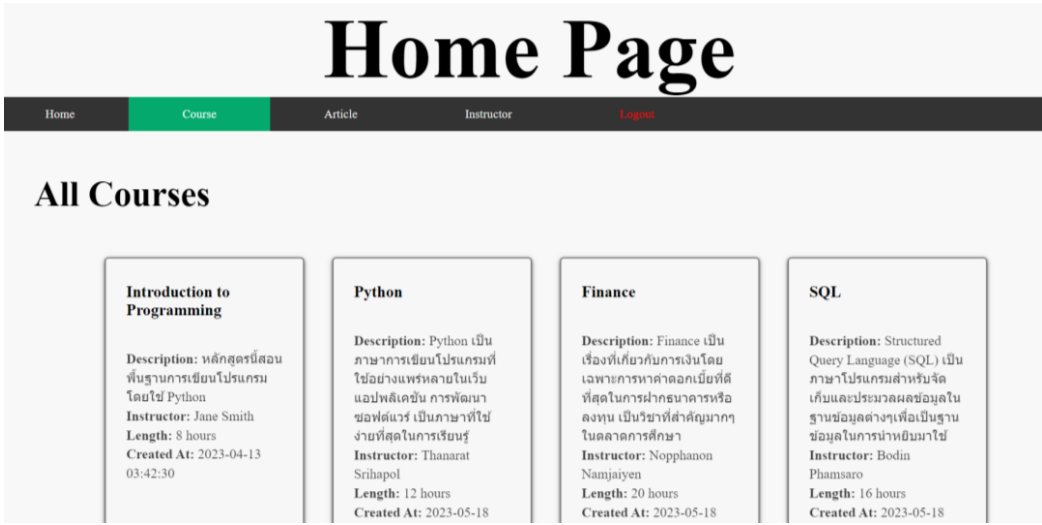 Home Page
Home Course Article Instructor Logout
All Courses
Introduction to
Programming
Description: หลักสูตรนี้สอน
พื้นฐานการเขียนโปรแกรม
โดยใช้ Python
Instructor: Jane Smith
Length: 8 hours
Created At: 2023-04-13
03:42:30
Python
Description: Python เป็น
ภาษาการเขียนโปรแกรมที่
ใช้อย่างแพร่หลายในเว็บ
แอปพลิเคชัน การพัฒนา
ซอฟต์แวร์ เป็นภาษาที่ใช้
ง่ายที่สุดในการเรียนรู้
Instructor: Thanarat
Srihapol
Length: 12 hours
Created At: 2023-05-18
Finance
Description: Finance เป็น
เรื่องที่เกี่ยวกับการเงินโดย
เฉพาะการหาค่าดอกเบี้ยที่ดี
ที่สุดในการฝากธนาคารหรือ
ลงทุน เป็นวิชาที่สำคัญมากๆ
ในตลาดการศึกษา
Instructor: Nopphanon
Namjaiyen
Length: 20 hours
Created At: 2023-05-18
SQL
Description: Structured
Query Language (SQL) เป็น
ภาษาโปรแกรมสำหรับจัด
เก็บและประมวลผลข้อมูลใน
ฐานข้อมูลต่างๆเพื่อเป็นฐาน
ข้อมูลในการนำหยิบมาใช้
Instructor: Bodin
Phamsaro
Length: 16 hours
Created At: 2023-05-18